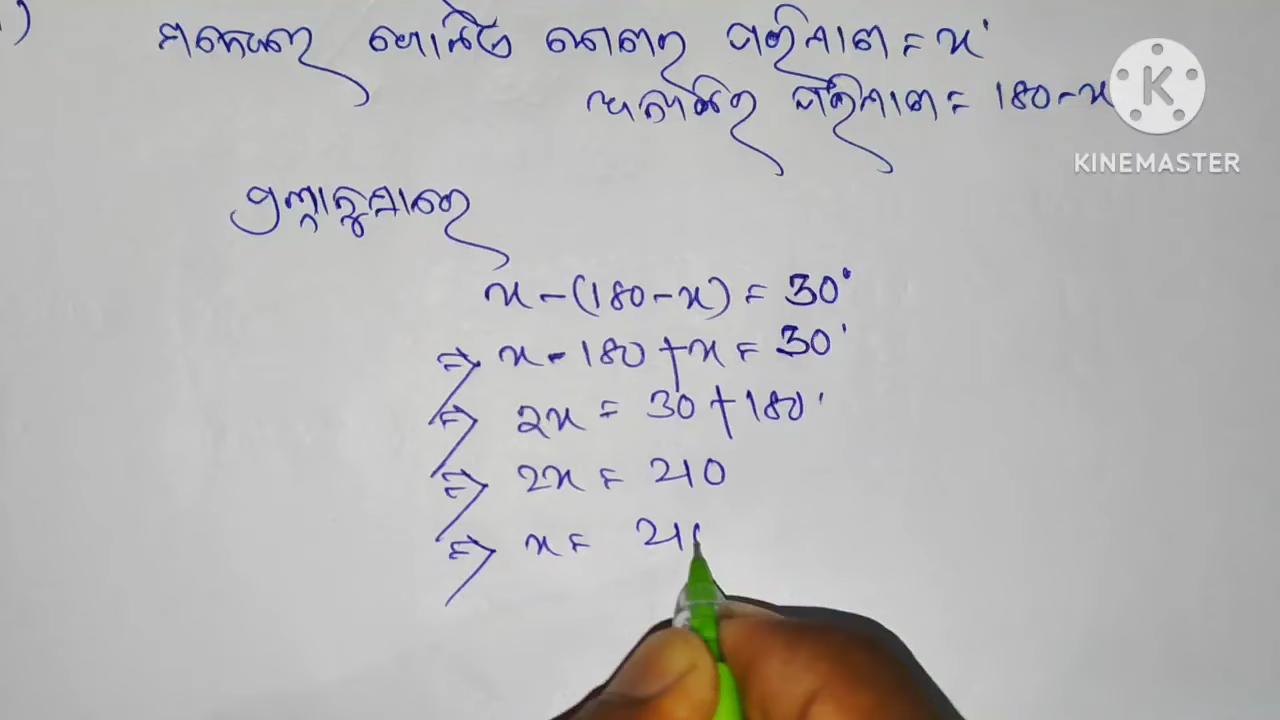 )
ମନେକର ଗୋଟିଏ କୋଣର ପରିମାଣ = x°
ଅନ୍ୟଟିର ପରିମାଣ = 180 - x
K
KINEMASTER
ପ୍ରଶ୍ନାନୁସାରେ
x - (180 - x) = 30°
⇒ x - 180 + x = 30°
⇒ 2x = 30 + 180°
⇒ 2x = 210
⇒ x = 210